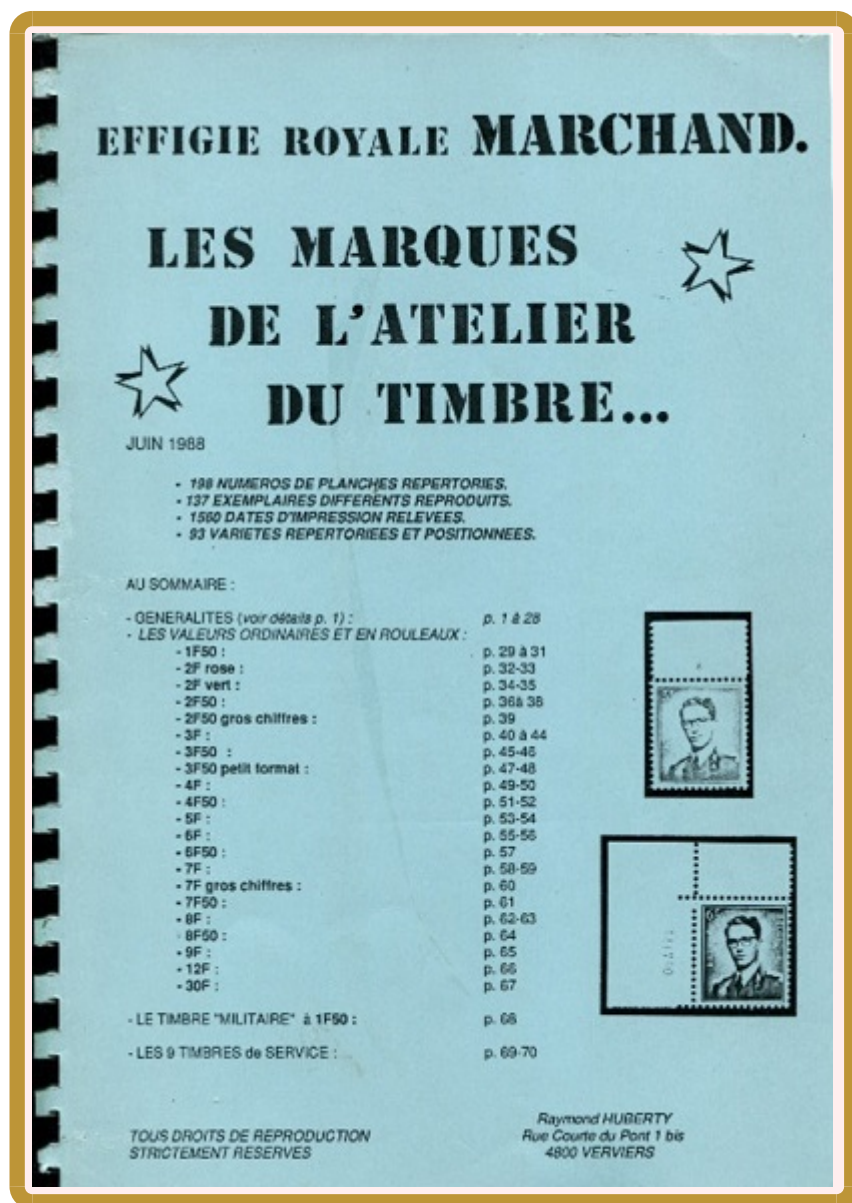 EFFIGIE ROYALE MARCHAND.
LES MARQUES
DE L'ATELIER
DU TIMBRE...
JUIN 1988
- 198 NUMEROS DE PLANCHES REPERTORIES.
- 137 EXEMPLAIRES DIFFERENTS REPRODUITS.
- 1560 DATES D'IMPRESSION RELEVEES.
- 93 VARIETES REPERTORIEES ET POSITIONNEES.
AU SOMMAIRE :
- GENERALITES (voir détails p. 1) : p. 1 à 28
- LES VALEURS ORDINAIRES ET EN ROULEAUX :
- 1F50 : p. 29 à 31
- 2F rose : p. 32-33
- 2F vert : p. 34-35
- 2F50 : p. 36à 38
- 2F50 gros chiffres : p. 39
- 3F : p. 40 à 44
- 3F50 : p. 45-46
- 3F50 petit format : p. 47-48
- 4F : p. 49-50
- 4F50 : p. 51-52
- 5F : p. 53-54
- 6F : p. 55-56
- 6F50 : p. 57
- 7F : p. 58-59
- 7F gros chiffres : p. 60
- 7F50 : p. 61
- 8F : p. 62-63
- 8F50 : p. 64
- 9F : p. 65
- 12F : p. 66
- 30F : p. 67
- LE TIMBRE "MILITAIRE" à 1F50 : p. 68
- LES 9 TIMBRES de SERVICE : p. 69-70
TOUS DROITS DE REPRODUCTION
STRICTEMENT RESERVES
Raymond HUBERTY
Rue Courte du Pont 1 bis
4800 VERVIERS